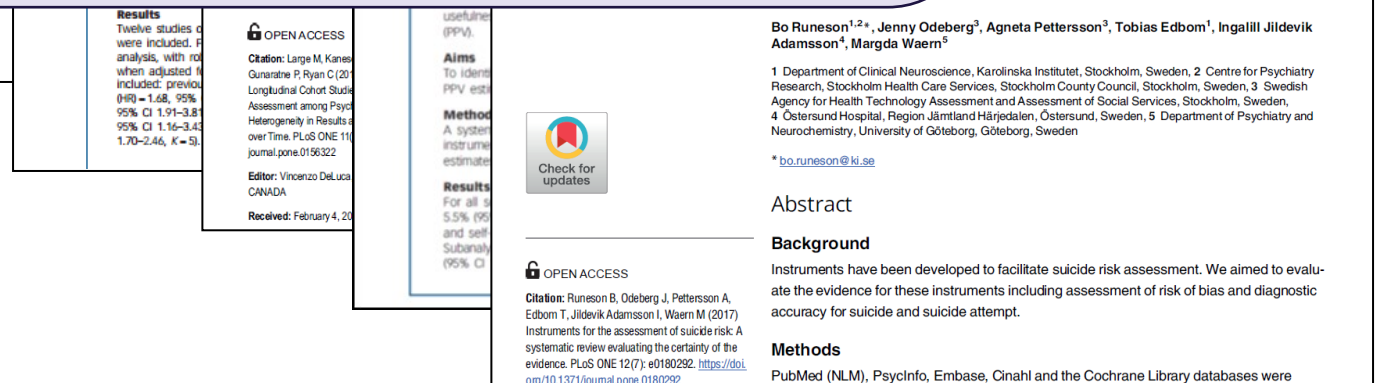 Results
Twelve studies
were included.
analysis, with
when adjusted
included: previou
(HR) = 1.68, 95%
95% CI 1.91–3.81
95% CI 1.16–3.43
1.70–2.46, K = 5).
OPEN ACCESS
Citation: Large M, Kanes
Gunaratne P, Ryan C (20
Longitudinal Cohort Studie
Assessment among Psych
Heterogeneity in Results a
over Time. PLoS ONE 11(
journal.pone.0156322
Editor: Vincenzo DeLuca
CANADA
Received: February 4, 20
usefulne
(PPV).
Aims
To identi
PPV esti
Method
A system
instrume
estimate
Results
For all s
5.5% (95
and self-
Subanaly
(95% CI
Check for
updates
OPEN ACCESS
Citation: Runeson B, Odeberg J, Pettersson A,
Edbom T, Jildevik Adamsson I, Waern M (2017)
Instruments for the assessment of suicide risk: A
systematic review evaluating the certainty of the
evidence. PLoS ONE 12(7): e0180292. https://doi.
org/10.1371/journal.pone.0180292
Bo Runeson1,2*, Jenny Odeberg3, Agneta Pettersson3, Tobias Edbom1, Ingalill Jildevik
Adamsson4, Margda Waern5
1 Department of Clinical Neuroscience, Karolinska Institutet, Stockholm, Sweden, 2 Centre for Psychiatry
Research, Stockholm Health Care Services, Stockholm County Council, Stockholm, Sweden, 3 Swedish
Agency for Health Technology Assessment and Assessment of Social Services, Stockholm, Sweden,
4 Östersund Hospital, Region Jämtland Härjedalen, Östersund, Sweden, 5 Department of Psychiatry and
Neurochemistry, University of Göteborg, Göteborg, Sweden
* bo.runeson@ki.se
Abstract
Background
Instruments have been developed to facilitate suicide risk assessment. We aimed to evalu-
ate the evidence for these instruments including assessment of risk of bias and diagnostic
accuracy for suicide and suicide attempt.
Methods
PubMed (NLM), PsycInfo, Embase, Cinahl and the Cochrane Library databases were